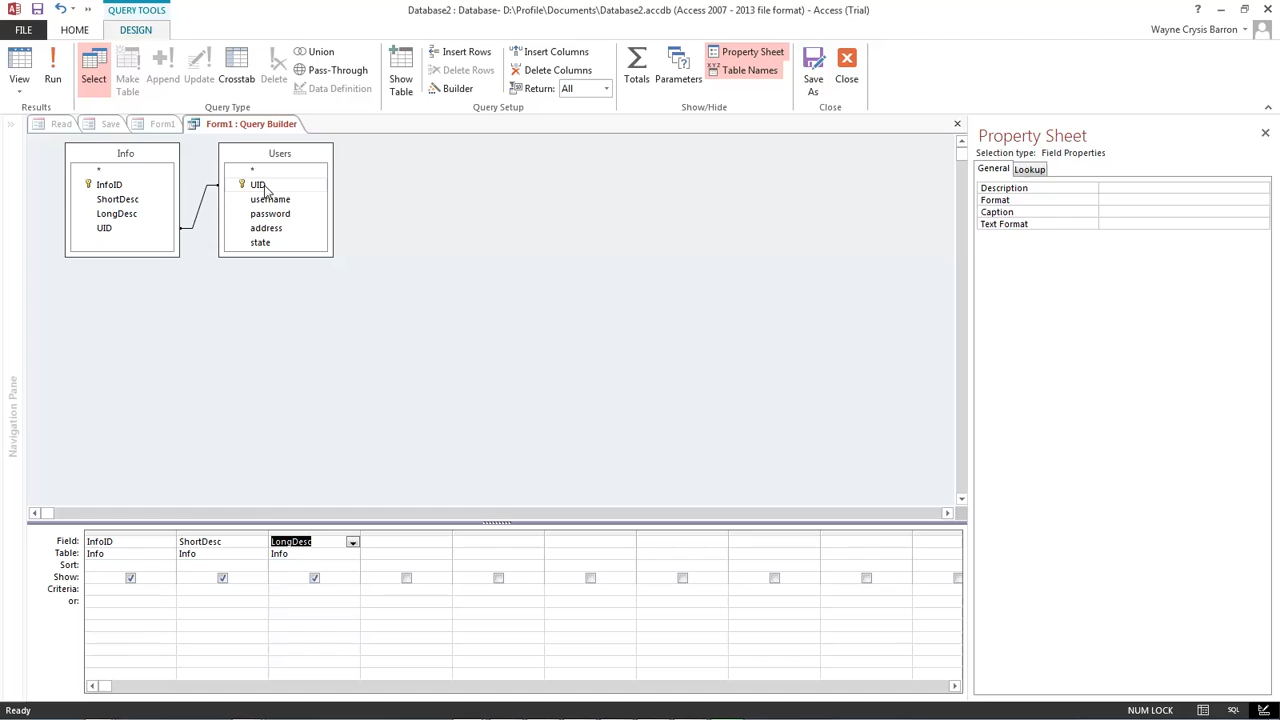 QUERY TOOLS
Database2 : Database- D:\Profile\Documents\Database2.accdb (Access 2007 - 2013 file format) - Access (Trial)
FILE HOME DESIGN
Wayne Crysis Barron
View
Run
Select
Make Table
Append
Update
Crosstab
Delete
Union
Pass-Through
Data Definition
Show Table
Insert Rows
Delete Rows
Builder
Insert Columns
Delete Columns
Return: All
Totals
Parameters
Property Sheet
Table Names
Save As
Close
Results
Query Type
Query Setup
Show/Hide
Close
Read Save Form1 Form1 : Query Builder
Navigation Pane
Info
*
InfoID
ShortDesc
LongDesc
UID
Users
*
UID
username
password
address
state
Property Sheet
Selection type: Field Properties
General Lookup
Description
Format
Caption
Text Format
Field: InfoID ShortDesc LongDesc
Table: Info Info Info
Sort:
Show:
Criteria:
or:
Ready
NUM LOCK
SQL